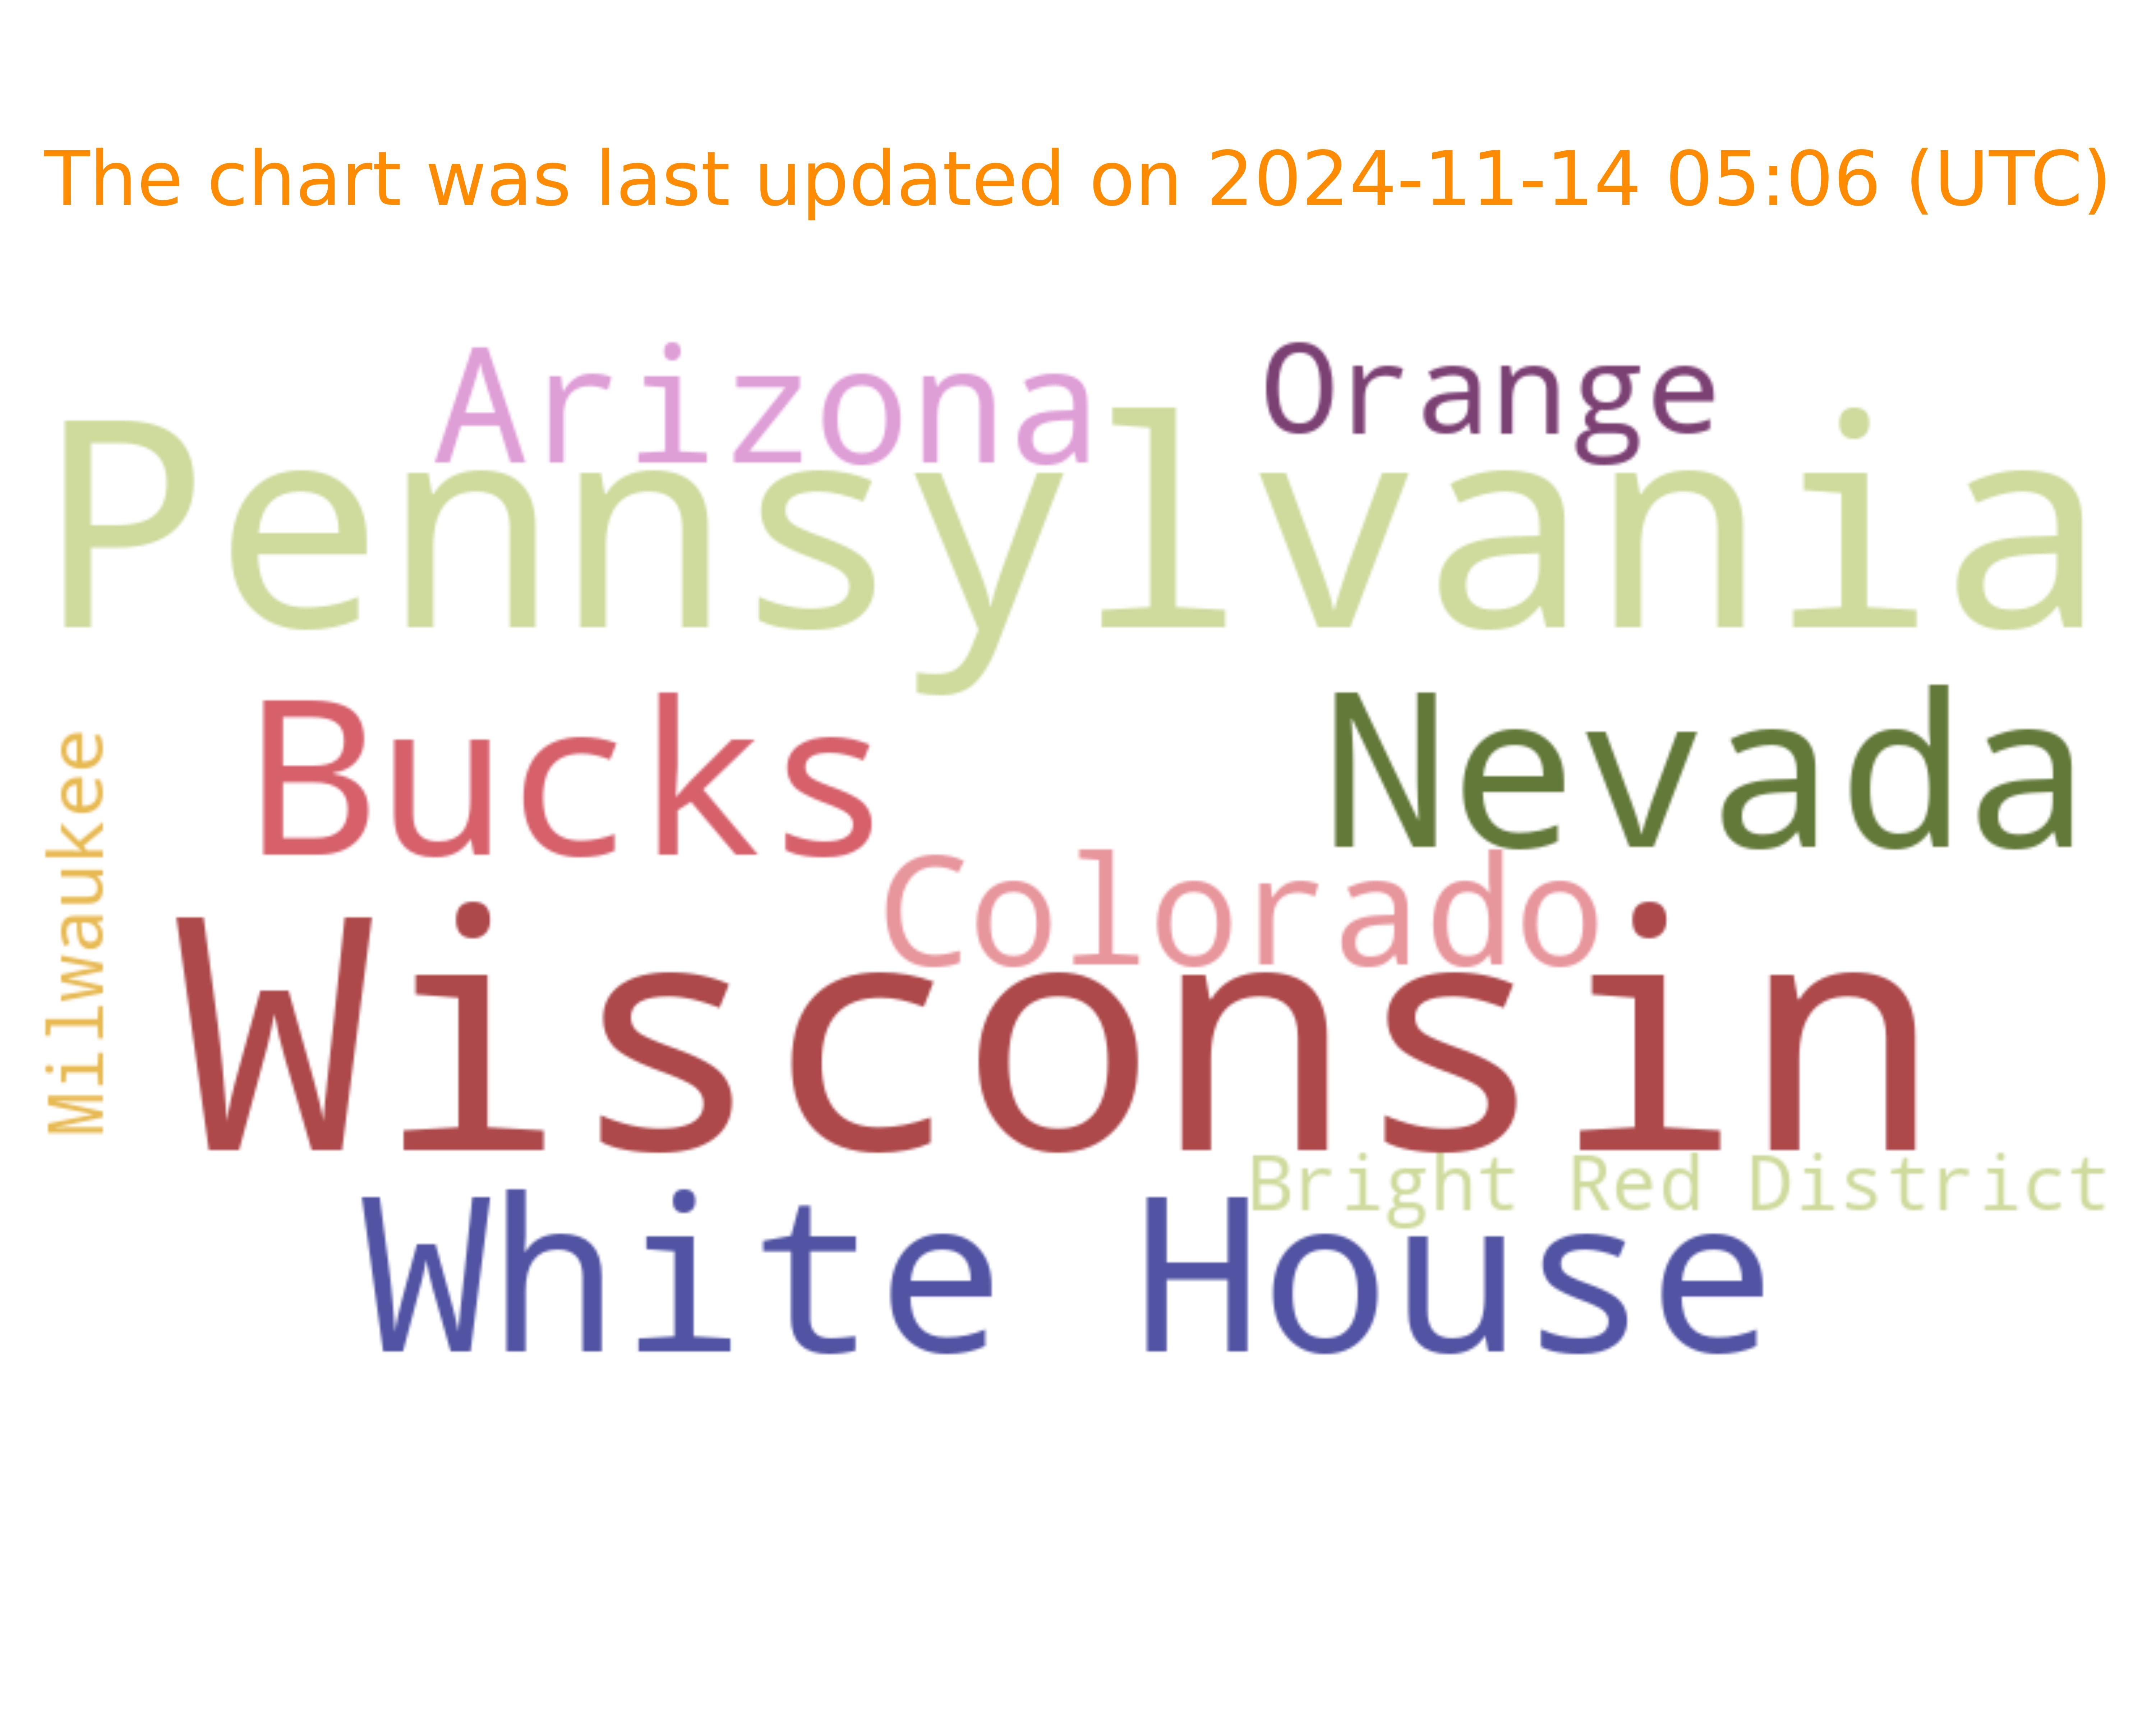 The chart was last updated on 2024-11-14 05:06 (UTC)
Arizona
Orange
Pennsylvania
Bucks
Nevada
Milwaukee
Colorado
Wisconsin
Bright Red District
White House